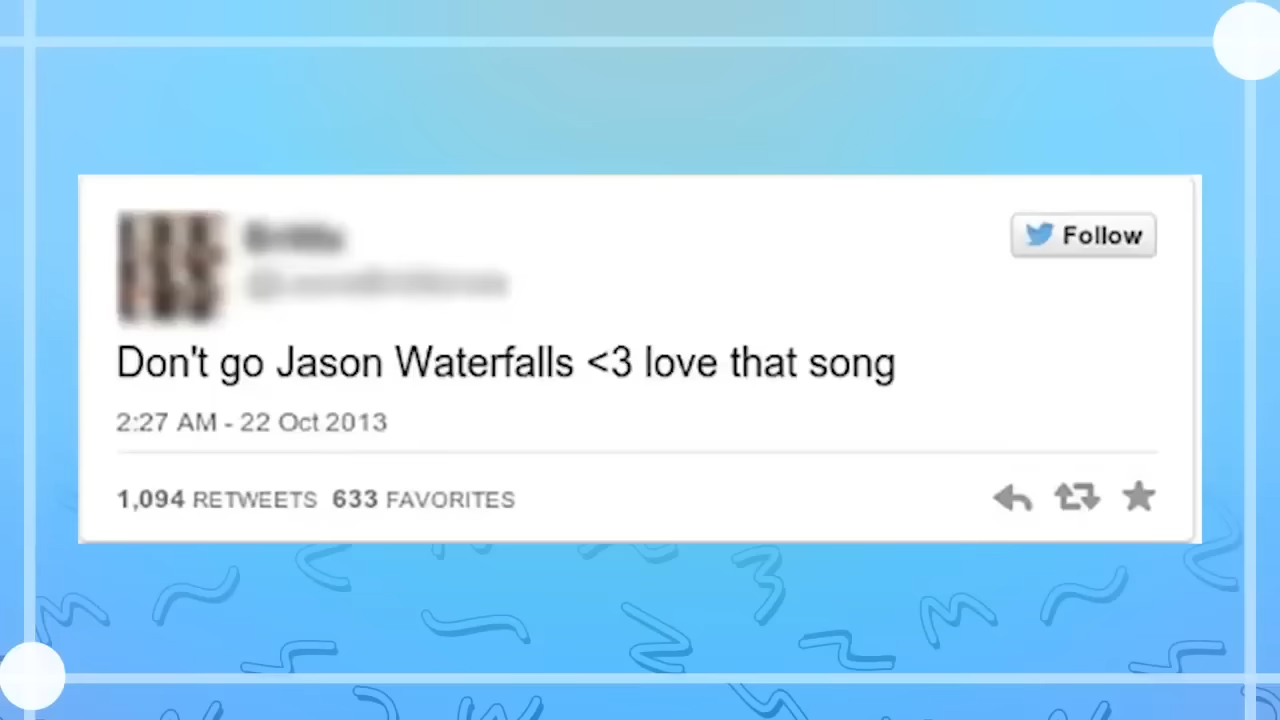 Follow
Don't go Jason Waterfalls <3 love that song
2:27 AM - 22 Oct 2013
1,094 RETWEETS 633 FAVORITES